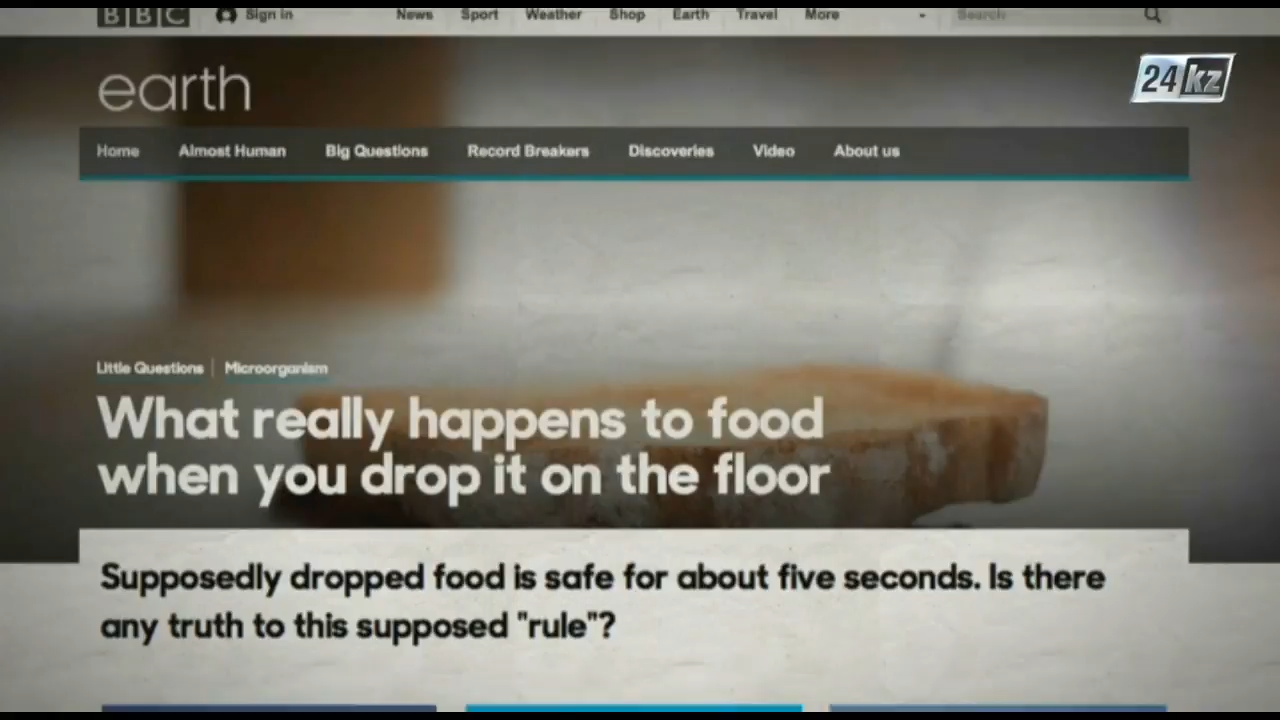 BBC Sign in News Sport Weather Shop Earth Travel More Search
24kz
earth
Home Almost Human Big Questions Record Breakers Discoveries Video About us
Little Questions | Microorganism
What really happens to food
when you drop it on the floor
Supposedly dropped food is safe for about five seconds. Is there
any truth to this supposed "rule"?